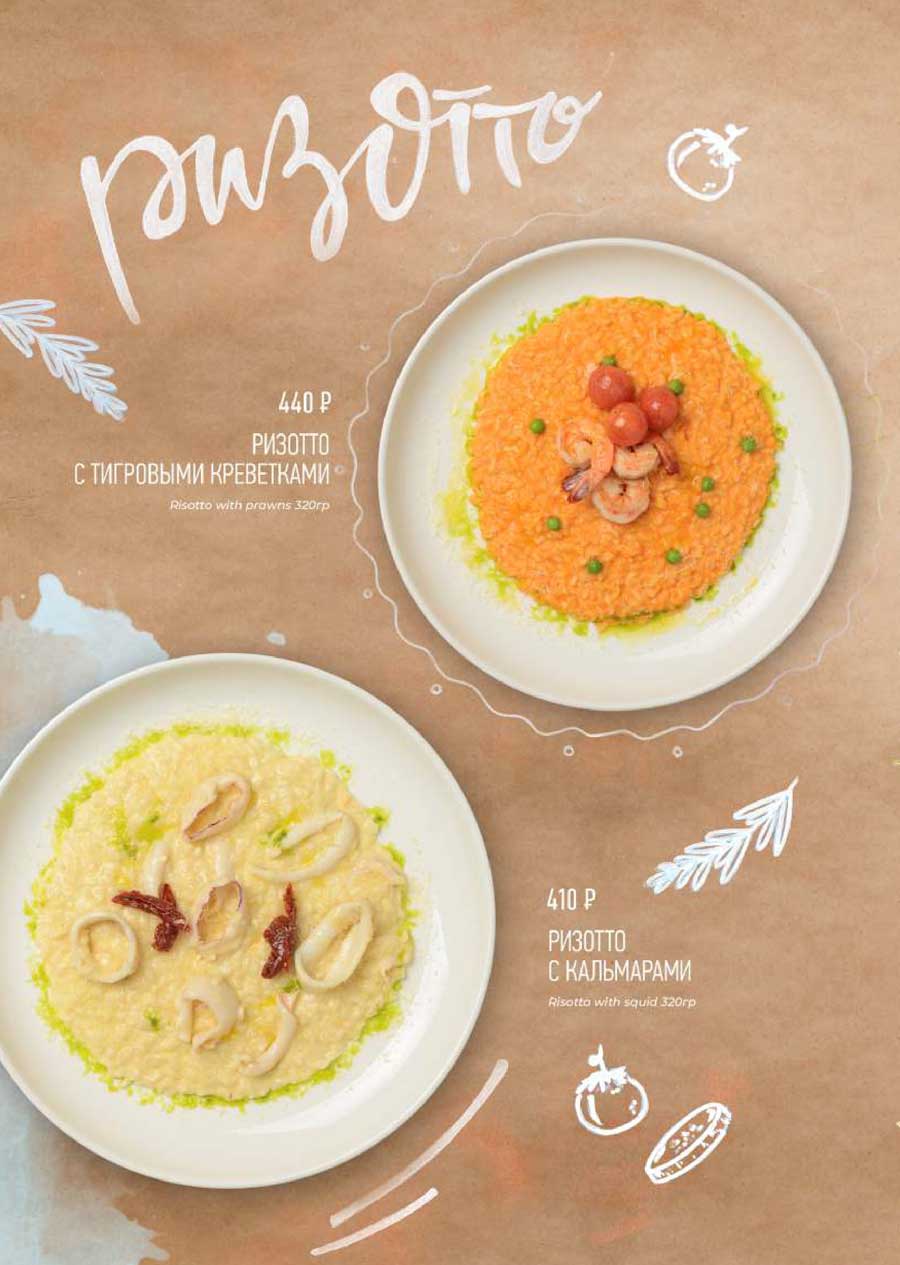 ризотто
440 ₽
РИЗОТТО
С ТИГРОВЫМИ КРЕВЕТКАМИ
Risotto with prawns 320гр
410 ₽
РИЗОТТО
С КАЛЬМАРАМИ
Risotto with squid 320гр